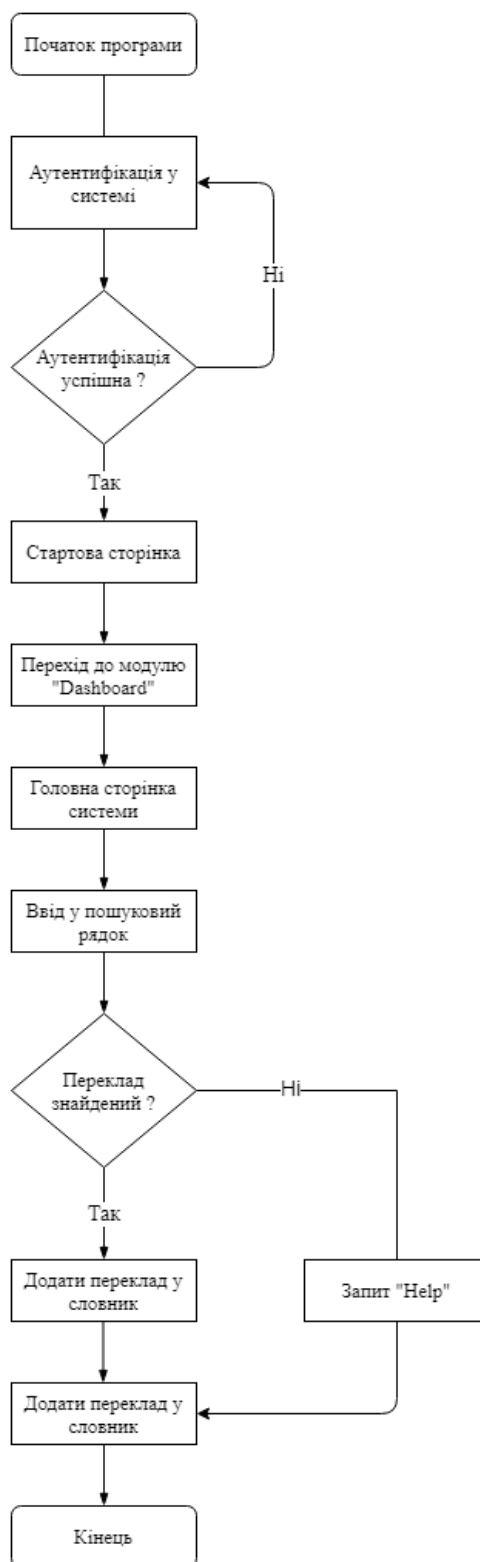 Початок програми
Аутентифікація у
системі
Ні
Аутентифікація
успішна ?
Так
Стартова сторінка
Перехід до модулю
"Dashboard"
Головна сторінка
системи
Ввід у пошуковий
рядок
Переклад
знайдений ?
Ні
Так
Додати переклад у
словник
Запит "Help"
Додати переклад у
словник
Кінець